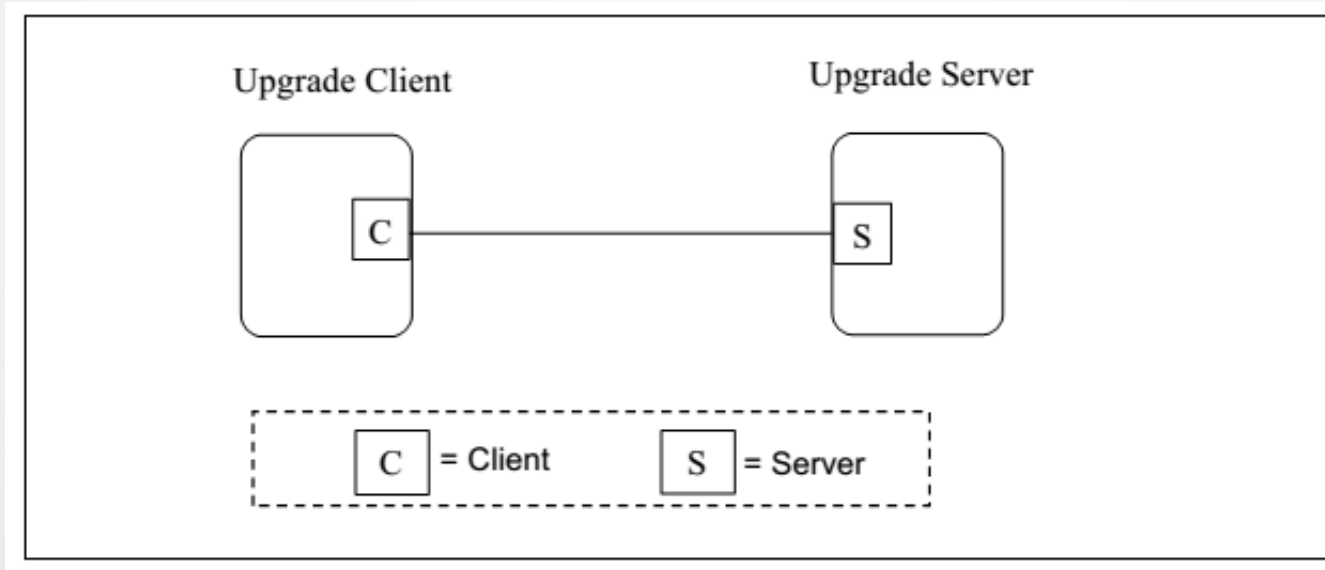 Upgrade Client
Upgrade Server
C
S
C = Client
S = Server